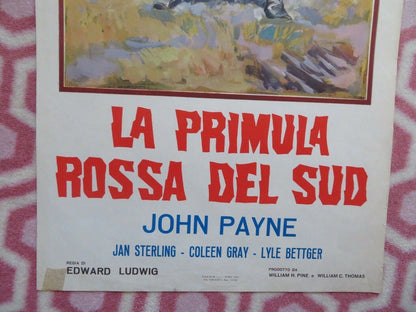 LA PRIMULA
ROSSA DEL SUD
JOHN PAYNE
JAN STERLING - COLEEN GRAY - LYLE BETTGER
REGIA DI
EDWARD LUDWIG
PRODOTTO DA
WILLIAM H. PINE e WILLIAM C. THOMAS